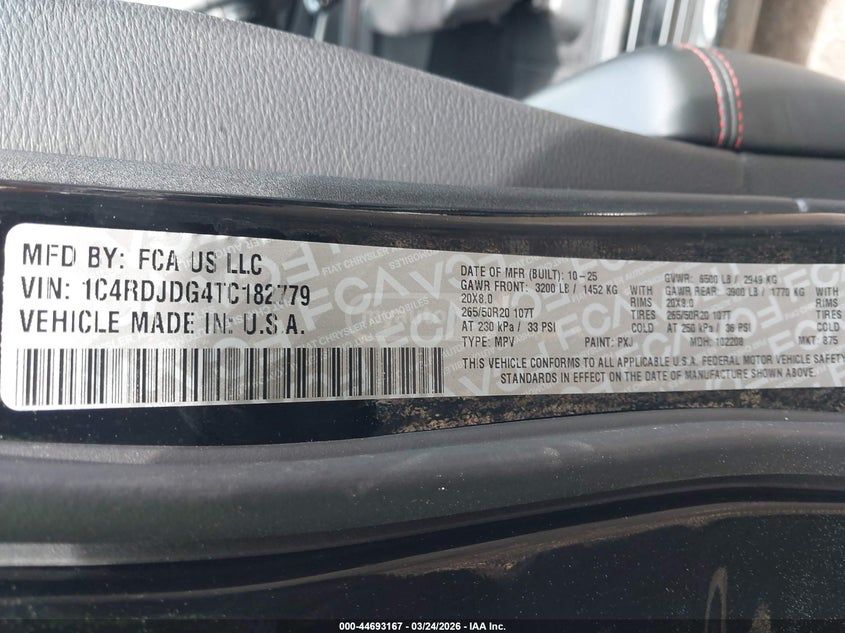 MFD BY: FCA US LLC
VIN: 1C4RDJDG4TC182779
VEHICLE MADE IN: U.S.A.
DATE OF MFR (BUILT): 10-25 GVWR: 6500 LB / 2949 KG
GAWR FRONT: 3200 LB / 1452 KG WITH GAWR REAR: 3900 LB / 1770 KG WITH
20X8.0 RIMS 20X8.0 RIMS
265/50R20 107T TIRES 265/50R20 107T TIRES
AT 230 kPa / 33 PSI COLD AT 250 kPa / 36 PSI COLD
TYPE: MPV PAINT: PXJ MDH: 102208 MKT: 875
THIS VEHICLE CONFORMS TO ALL APPLICABLE U.S.A. FEDERAL MOTOR VEHICLE SAFETY
STANDARDS IN EFFECT ON THE DATE OF MANUFACTURE SHOWN ABOVE.
000-44693167 - 03/24/2026 - IAA Inc.